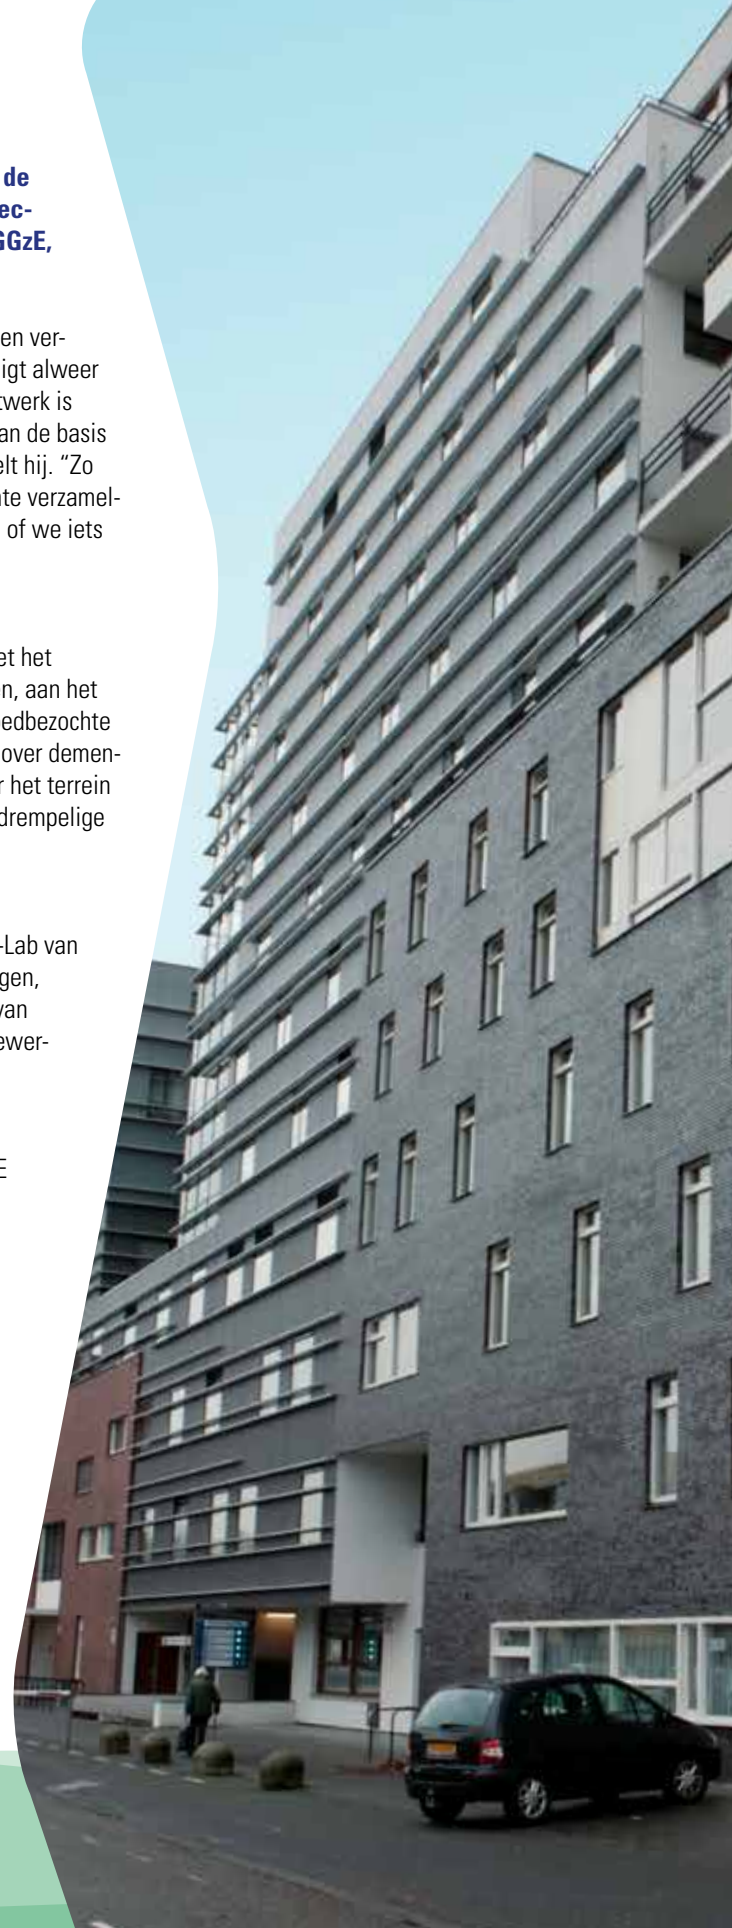 de
ec-
GGzE,
en ver-
igt alweer
twerk is
an de basis
elt hij. “Zo
te verzamel-
of we iets
et het
n, aan het
edbezochte
over demen-
r het terrein
drempelige
-Lab van
gen,
van
ewer-
E